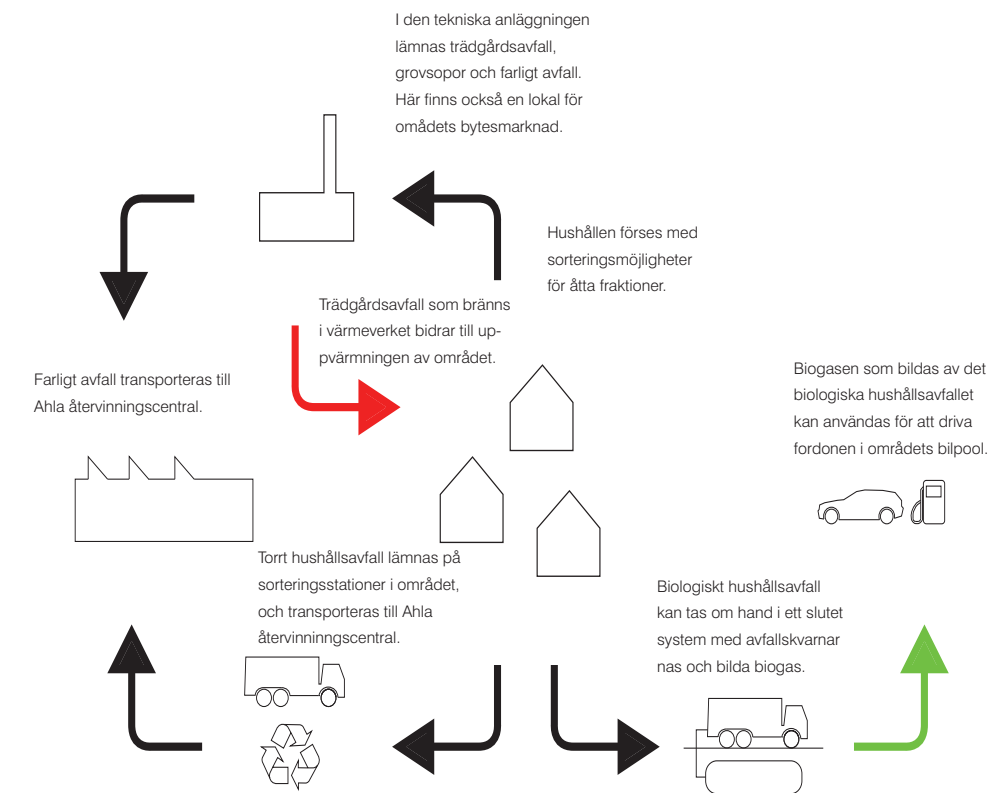 I den tekniska anläggningen
lämnas trädgårdsavfall,
grovsopor och farligt avfall.
Här finns också en lokal för
omådets bytesmarknad.
Hushållen förses med
sorteringsmöjligheter
för åtta fraktioner.
Trädgårdsavfall som bränns
i värmeverket bidrar till up-
pvärmningen av området.
Farligt avfall transporteras till
Ahla återvinningscentral.
Biogasen som bildas av det
biologiska hushållsavfallet
kan användas för att driva
fordonen i områdets bilpool.
Torrt hushållsavfall lämnas på
sorteringsstationer i området,
och transporteras till Ahla
återvinninngscentral.
Biologiskt hushållsavfall
kan tas om hand i ett slutet
system med avfallskvarnar
nas och bilda biogas.